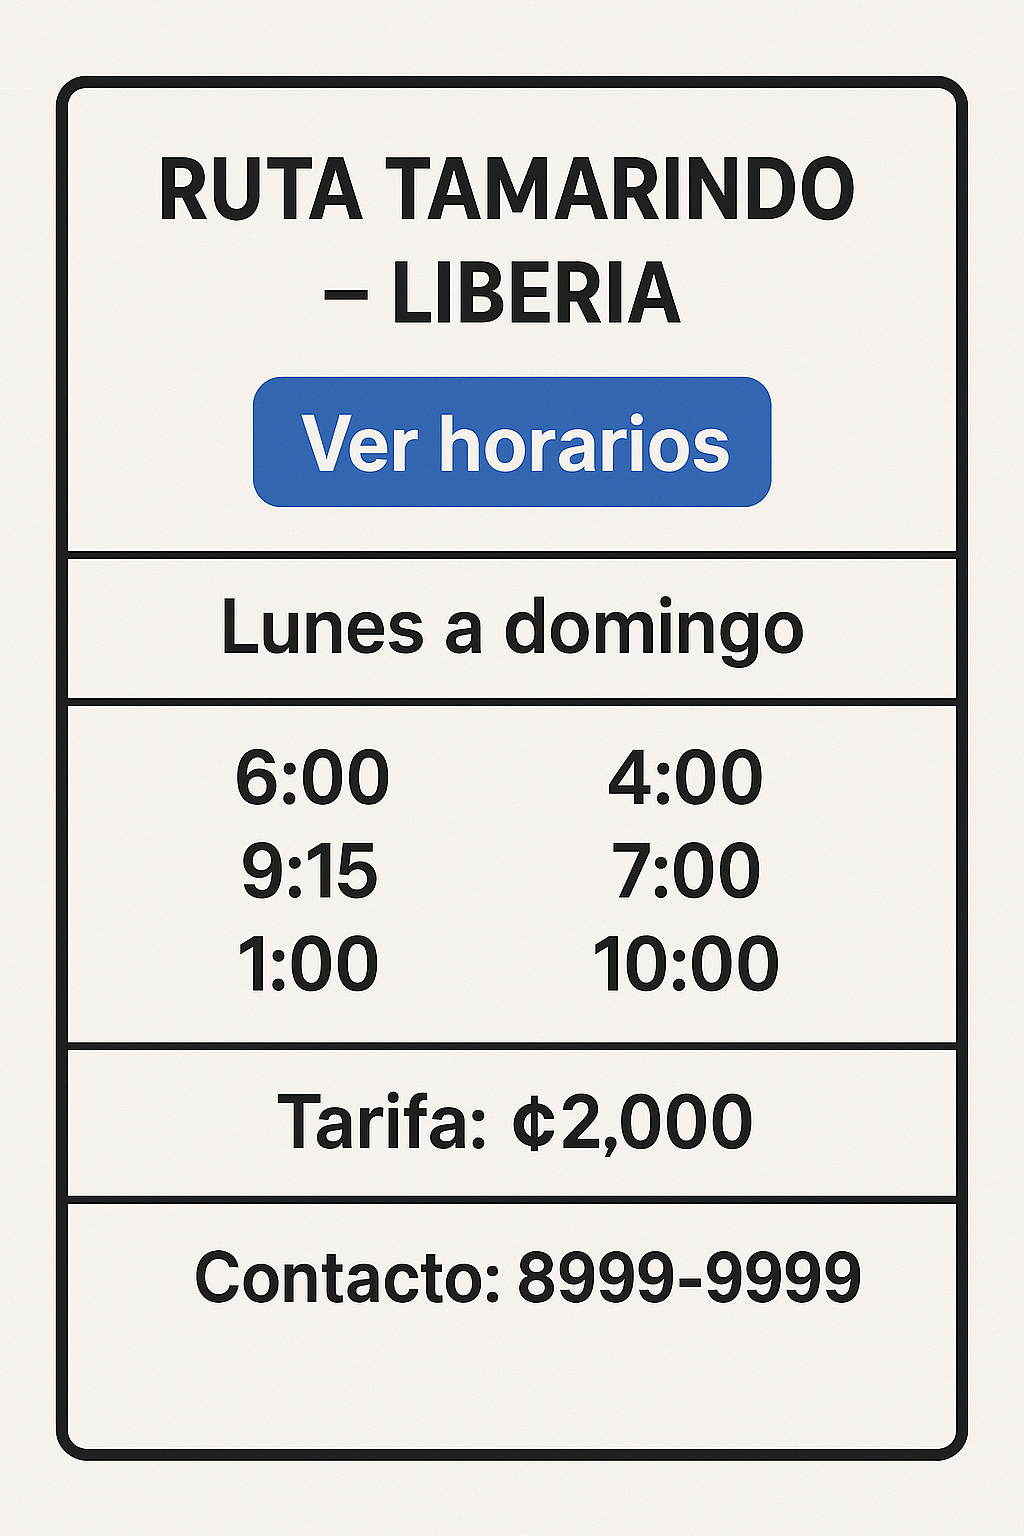 RUTA TAMARINDO
– LIBERIA
Ver horarios
Lunes a domingo
6:00 4:00
9:15 7:00
1:00 10:00
Tarifa: ₵2,000
Contacto: 8999-9999